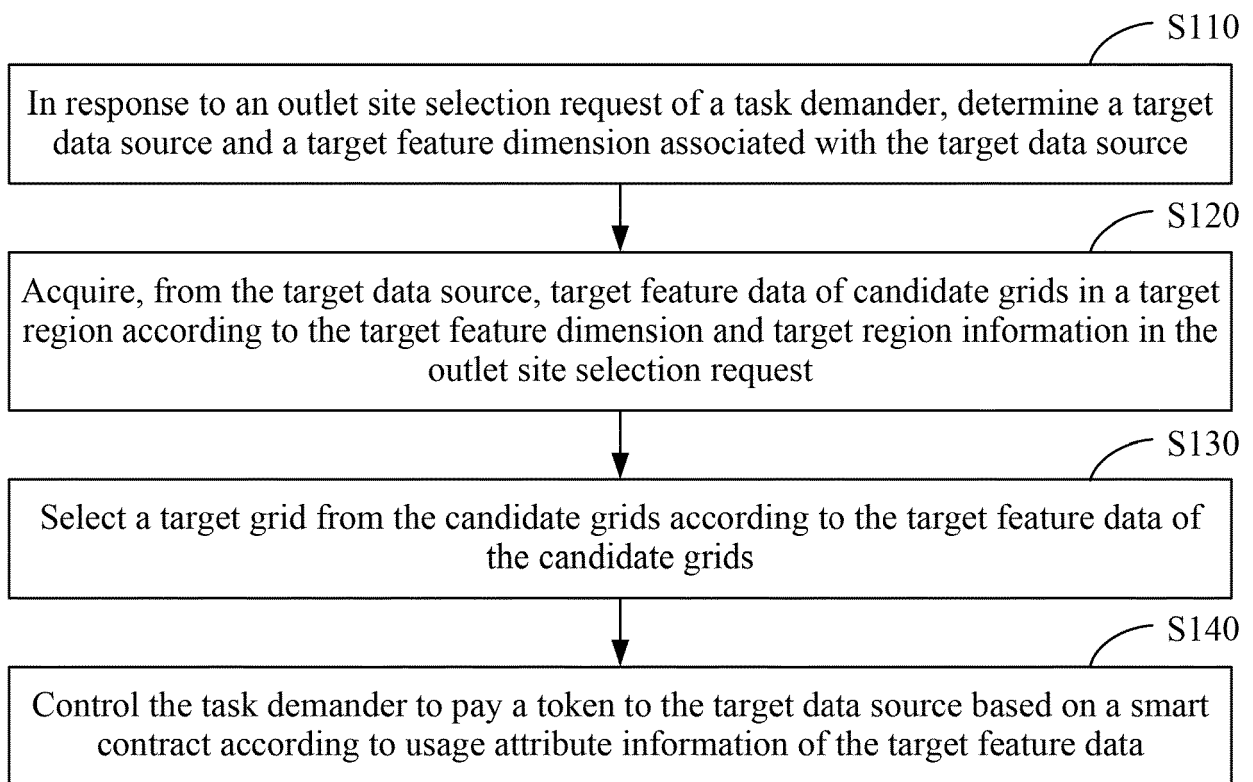 S110
In response to an outlet site selection request of a task demander, determine a target
data source and a target feature dimension associated with the target data source
S120
Acquire, from the target data source, target feature data of candidate grids in a target
region according to the target feature dimension and target region information in the
outlet site selection request
S130
Select a target grid from the candidate grids according to the target feature data of
the candidate grids
S140
Control the task demander to pay a token to the target data source based on a smart
contract according to usage attribute information of the target feature data